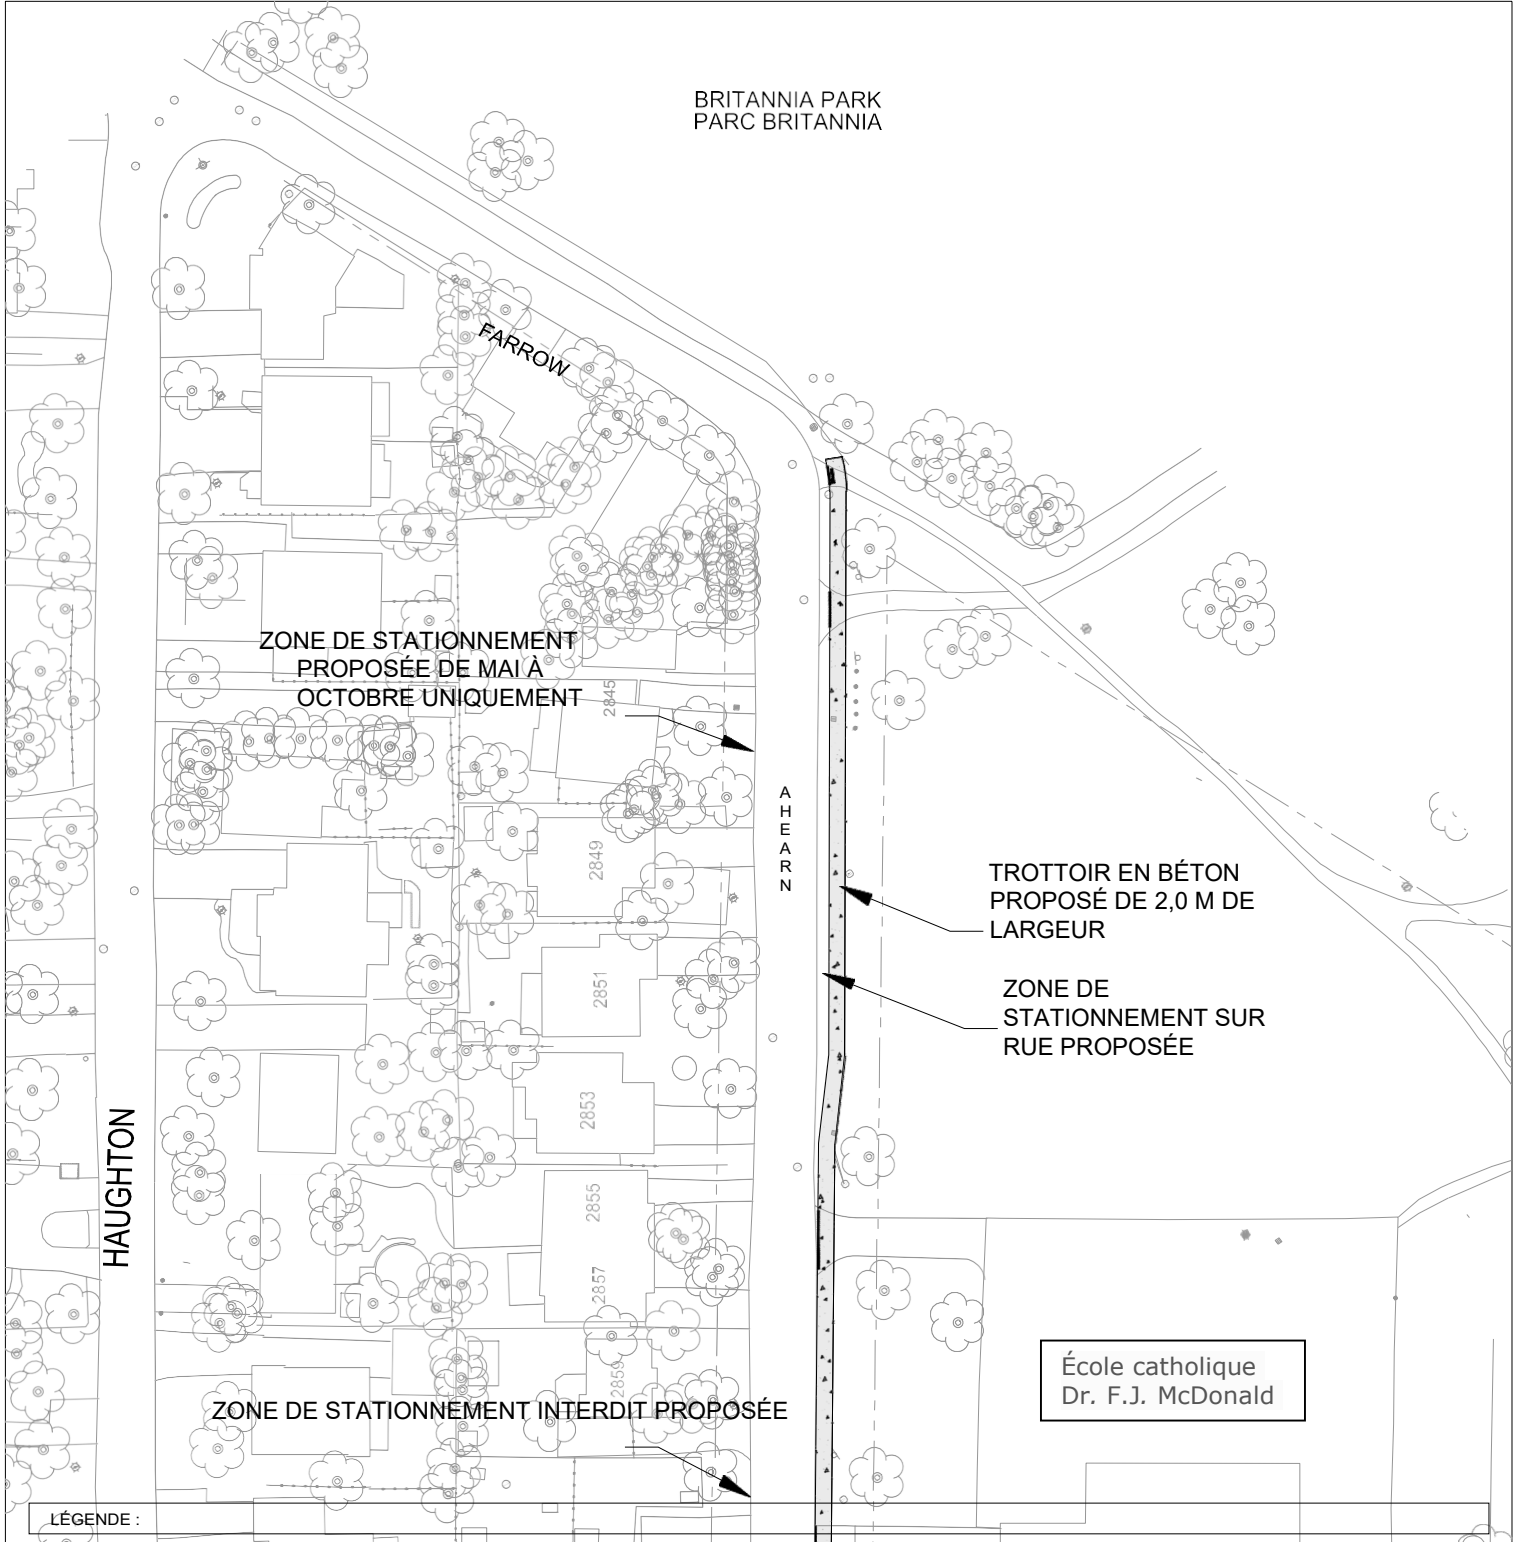 BRITANNIA PARK
PARC BRITANNIA
FARROW
ZONE DE STATIONNEMENT
PROPOSÉE DE MAI À
OCTOBRE UNIQUEMENT
2845
AHEARN
2849
TROTTOIR EN BÉTON
PROPOSÉ DE 2,0 M DE
LARGEUR
2851
ZONE DE
STATIONNEMENT SUR
RUE PROPOSÉE
2853
HAUGHTON
2855
2857
École catholique
Dr. F.J. McDonald
2859
ZONE DE STATIONNEMENT INTERDIT PROPOSÉE
LÉGENDE :